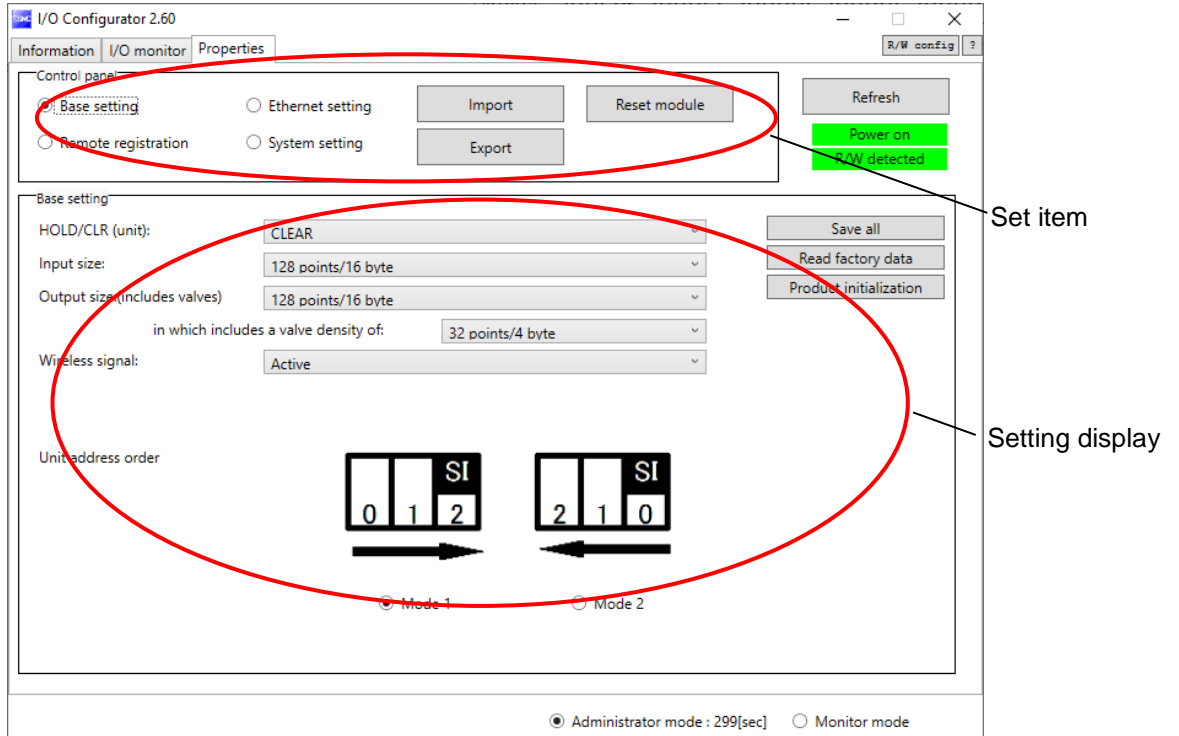 SMC I/O Configurator 2.60
Information I/O monitor Properties R/W config ?
Control panel
Base setting Ethernet setting Import Reset module Refresh
Remote registration System setting Export Power on
R/W detected
Set item
Base setting
HOLD/CLR (unit): CLEAR Save all
Input size: 128 points/16 byte Read factory data
Output size:(includes valves) 128 points/16 byte Product initialization
in which includes a valve density of: 32 points/4 byte
Wireless signal: Active
Setting display
Unit address order
SI SI
0 1 2 2 1 0
Mode 1 Mode 2
Administrator mode : 299[sec] Monitor mode